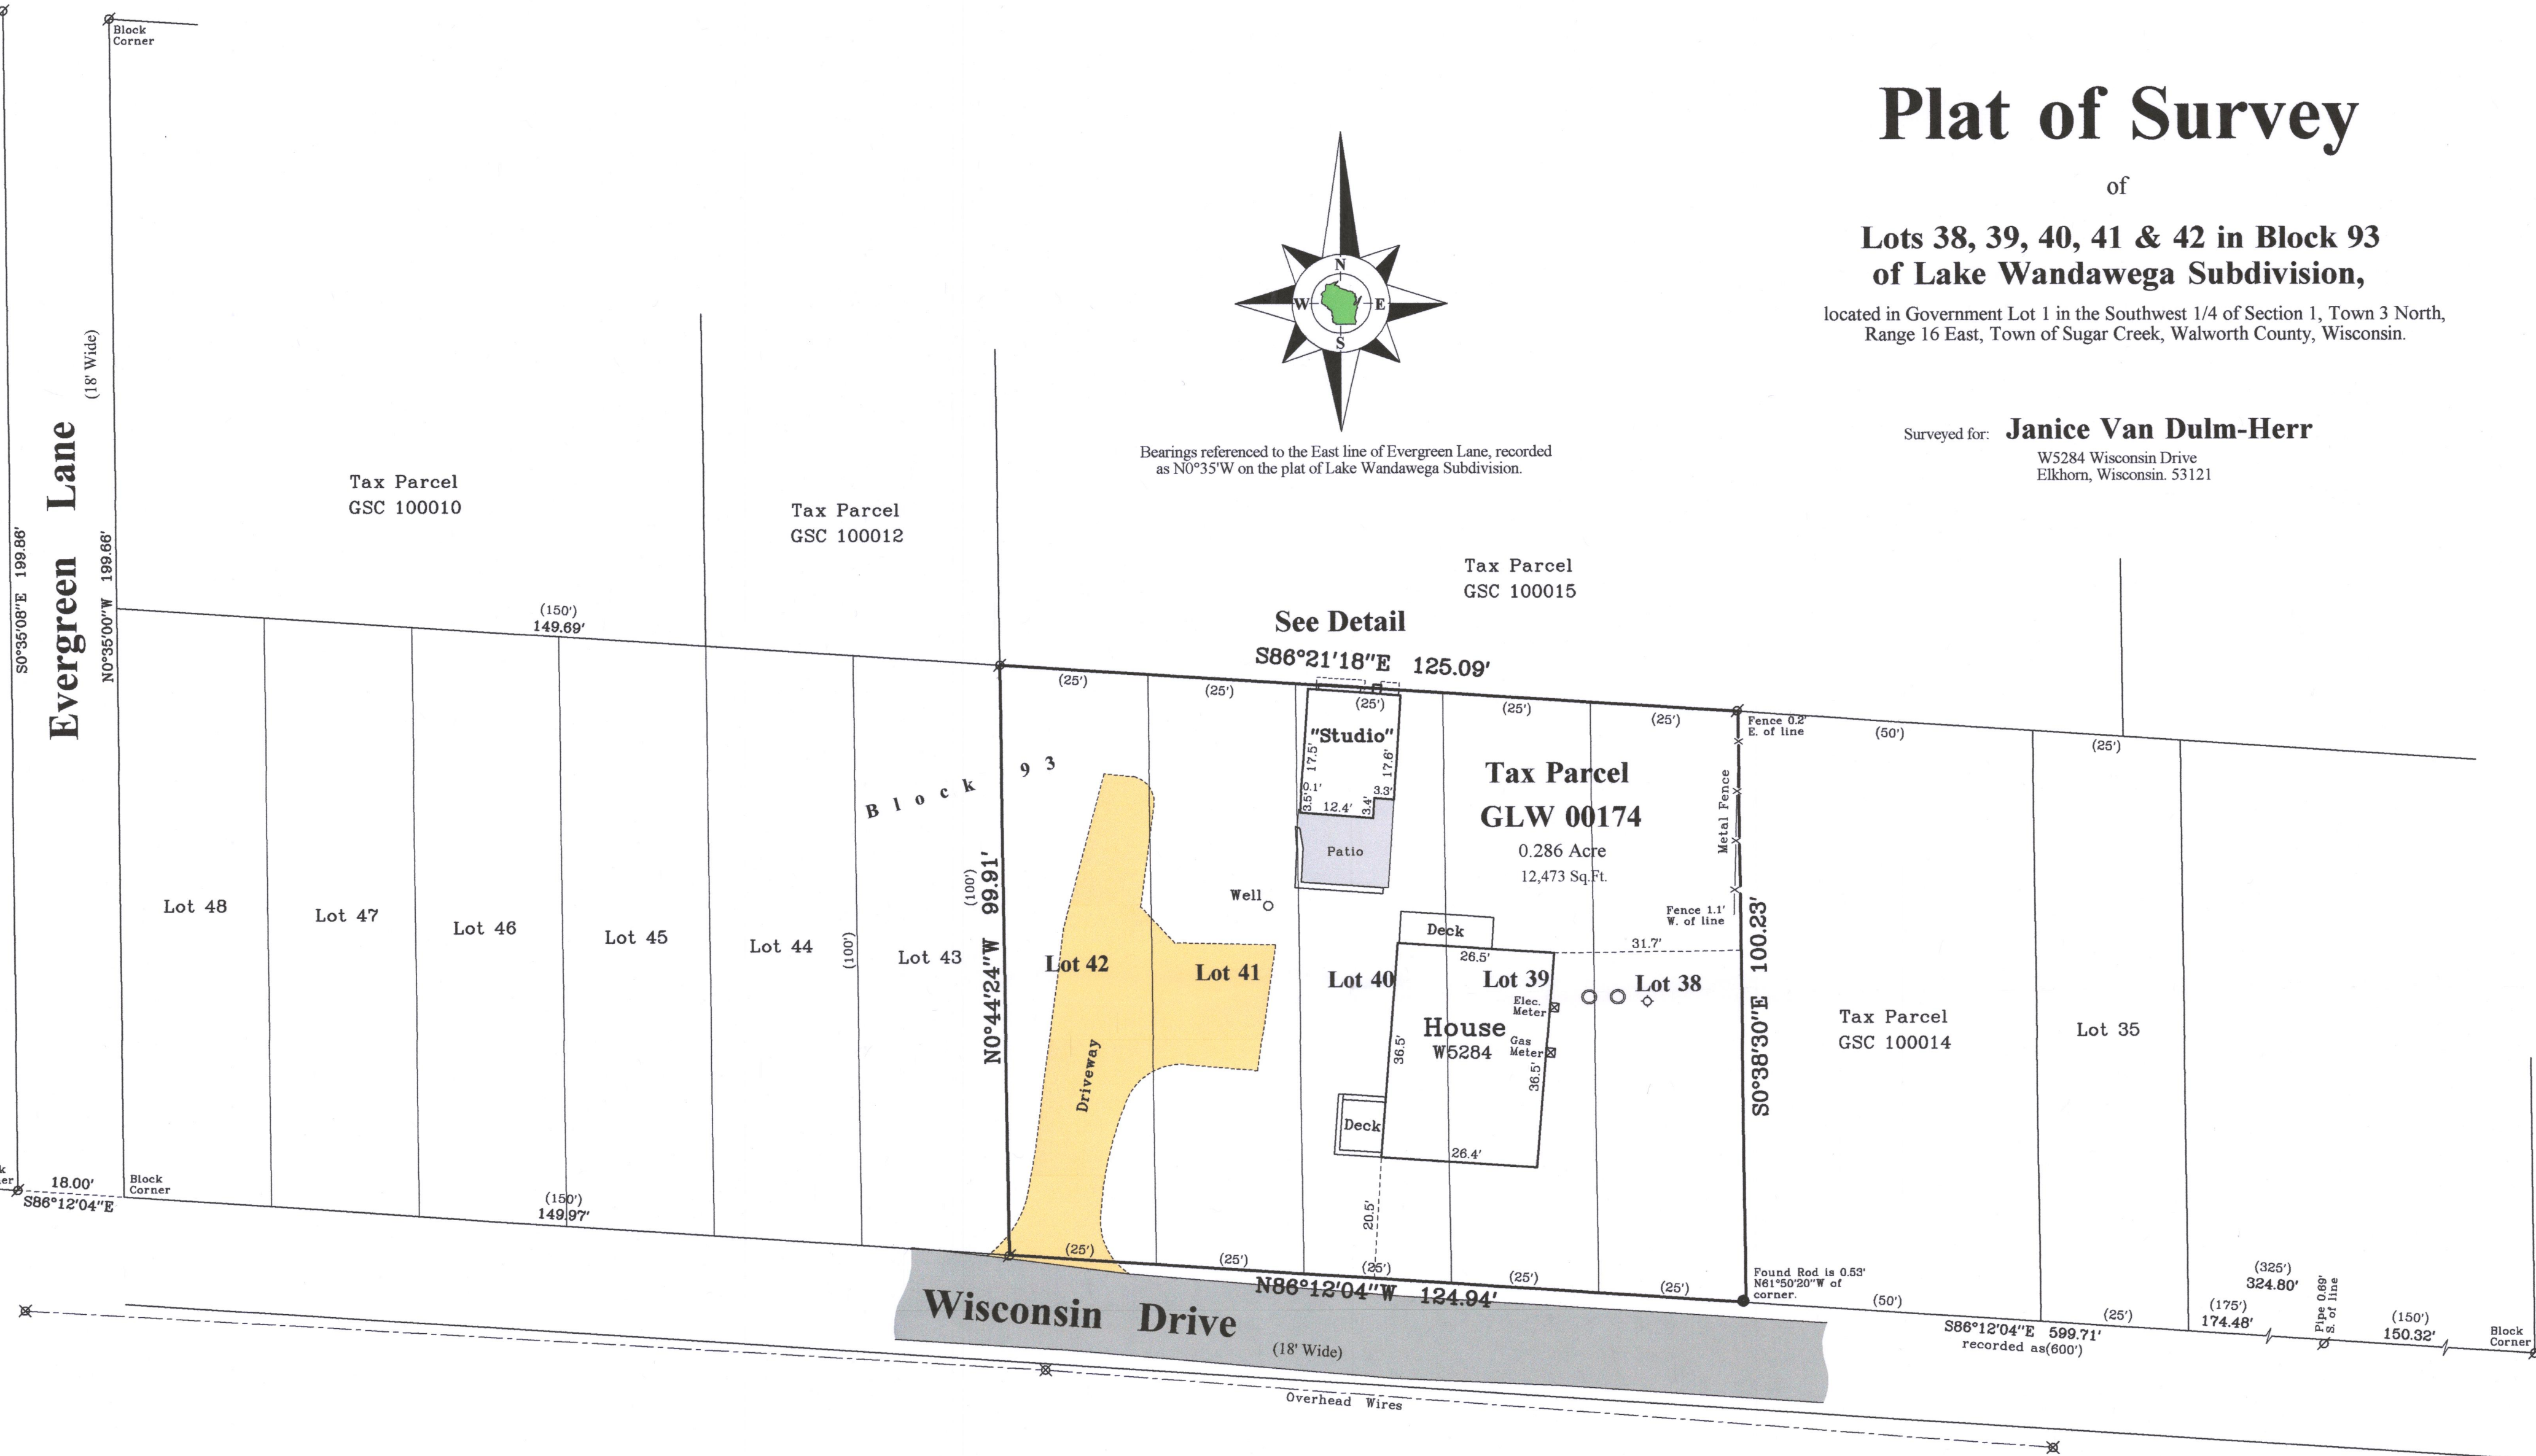 Plat of Survey
of
Lots 38, 39, 40, 41 & 42 in Block 93
of Lake Wandawega Subdivision,
located in Government Lot 1 in the Southwest 1/4 of Section 1, Town 3 North,
Range 16 East, Town of Sugar Creek, Walworth County, Wisconsin.
Surveyed for: Janice Van Dulm-Herr
W5284 Wisconsin Drive
Elkhorn, Wisconsin. 53121
N
W E
S
Bearings referenced to the East line of Evergreen Lane, recorded
as N0°35'W on the plat of Lake Wandawega Subdivision.
Block
Corner
Evergreen Lane
(18' Wide)
S0°35'08"E 199.86'
N0°35'00"W 199.66'
Tax Parcel
GSC 100010
Tax Parcel
GSC 100012
Tax Parcel
GSC 100015
See Detail
S86°21'18"E 125.09'
(150')
149.69'
(25')
(25')
(25')
(25')
(25')
Fence 0.2'
E. of line
(50')
(25')
"Studio"
17.5'
17.6'
0.1'
3.5'
12.4'
3.4'
3.3'
Patio
Tax Parcel
GLW 00174
0.286 Acre
12,473 Sq.Ft.
Metal Fence
Fence 1.1'
W. of line
Block 93
(100')
N0°44'24"W 99.91'
(100')
S0°38'30"E 100.23'
Well
Lot 48
Lot 47
Lot 46
Lot 45
Lot 44
Lot 43
Lot 42
Lot 41
Lot 40
Lot 39
Lot 38
Deck
26.5'
31.7'
Elec.
Meter
House
W5284
Gas
Meter
36.5'
36.5'
Deck
26.4'
20.5'
Driveway
Tax Parcel
GSC 100014
Lot 35
18.00'
S86°12'04"E
Block
Corner
(150')
149.97'
(25')
(25')
(25')
(25')
(25')
N86°12'04"W 124.94'
Found Rod is 0.53'
N61°50'20"W of
corner.
(50')
(25')
S86°12'04"E 599.71'
recorded as(600')
(325')
324.80'
(175')
174.48'
Pipe 0.69'
S. of line
(150')
150.32'
Block
Corner
Wisconsin Drive
(18' Wide)
Overhead Wires